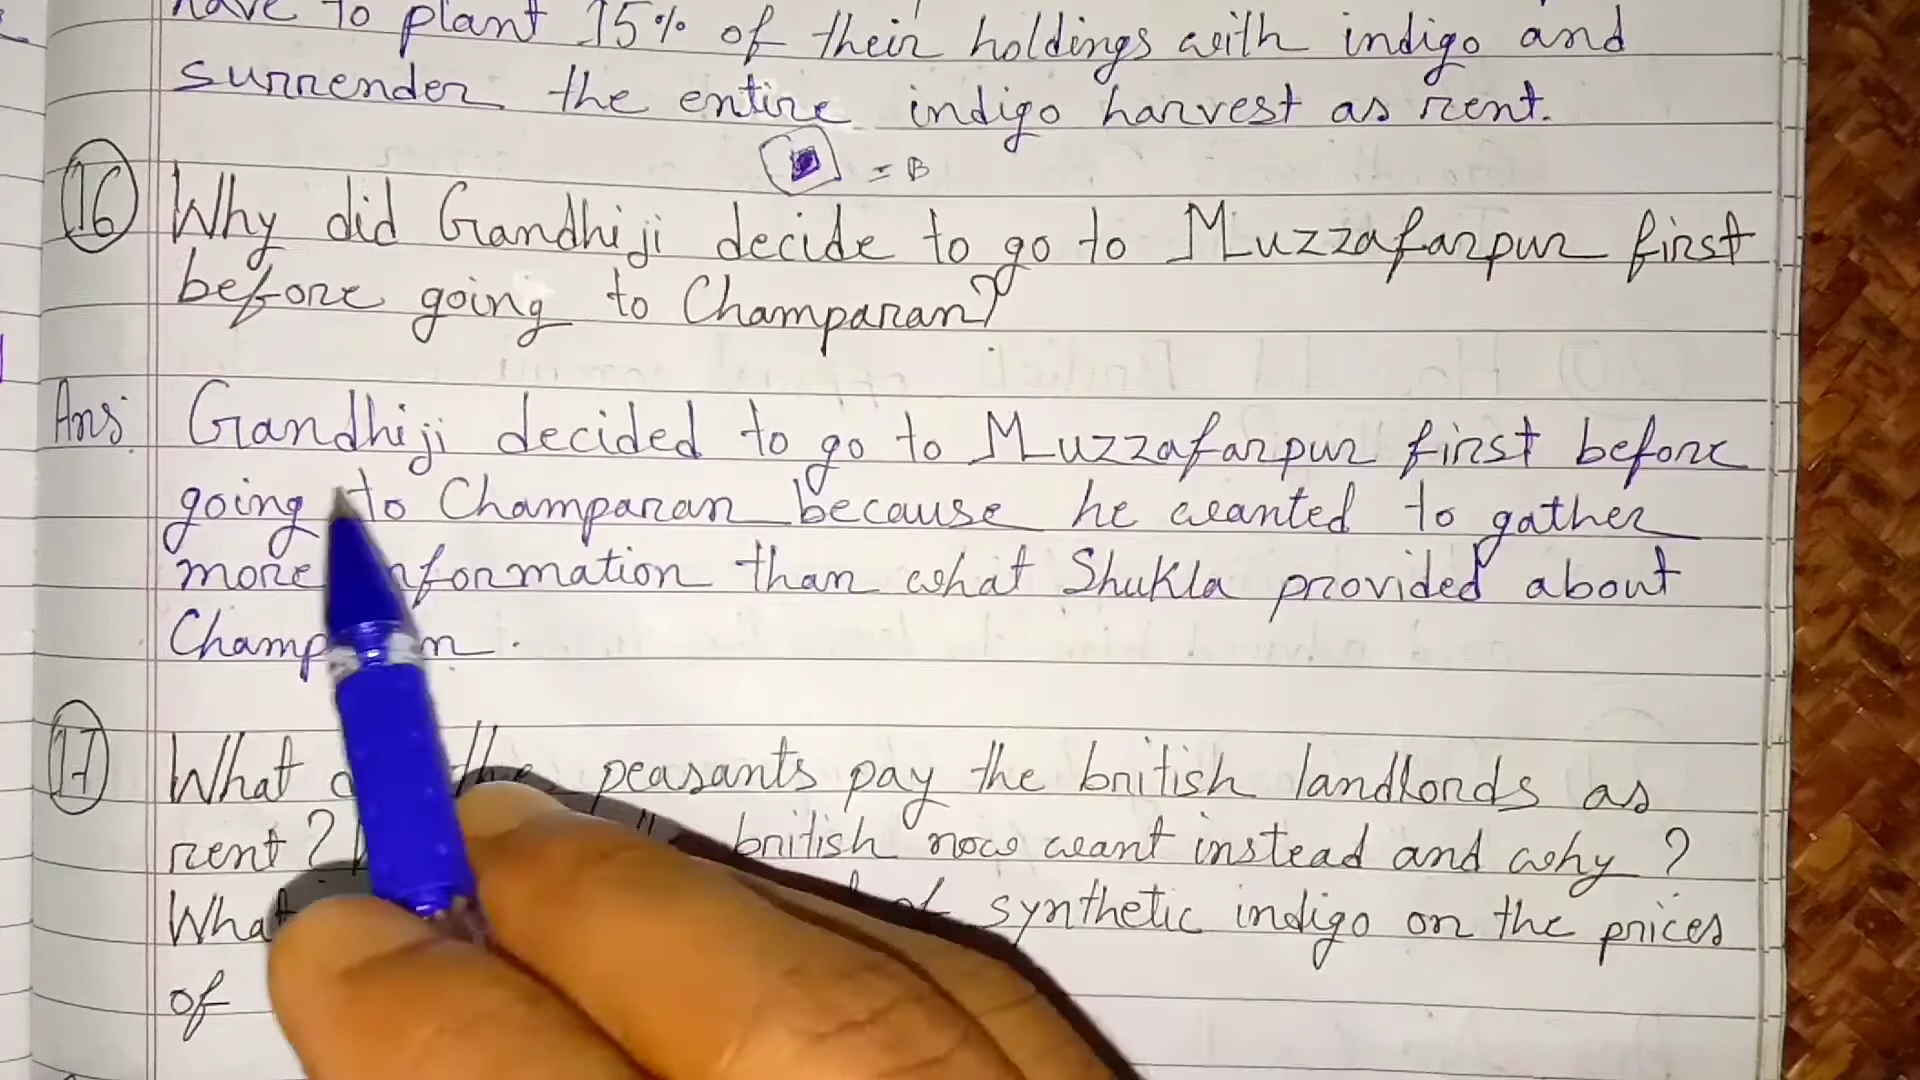 have to plant 15% of their holdings with indigo and
surrender the entire indigo harvest as rent.
= B
16 Why did Gandhiji decide to go to Muzzafarpur first
before going to Champaran?
Ans: Gandhiji decided to go to Muzzafarpur first before
going to Champaran because he wanted to gather
more information than what Shukla provided about
17 What the peasants pay the british landlords as
rent? british now want instead and why?
What of synthetic indigo on the prices
of